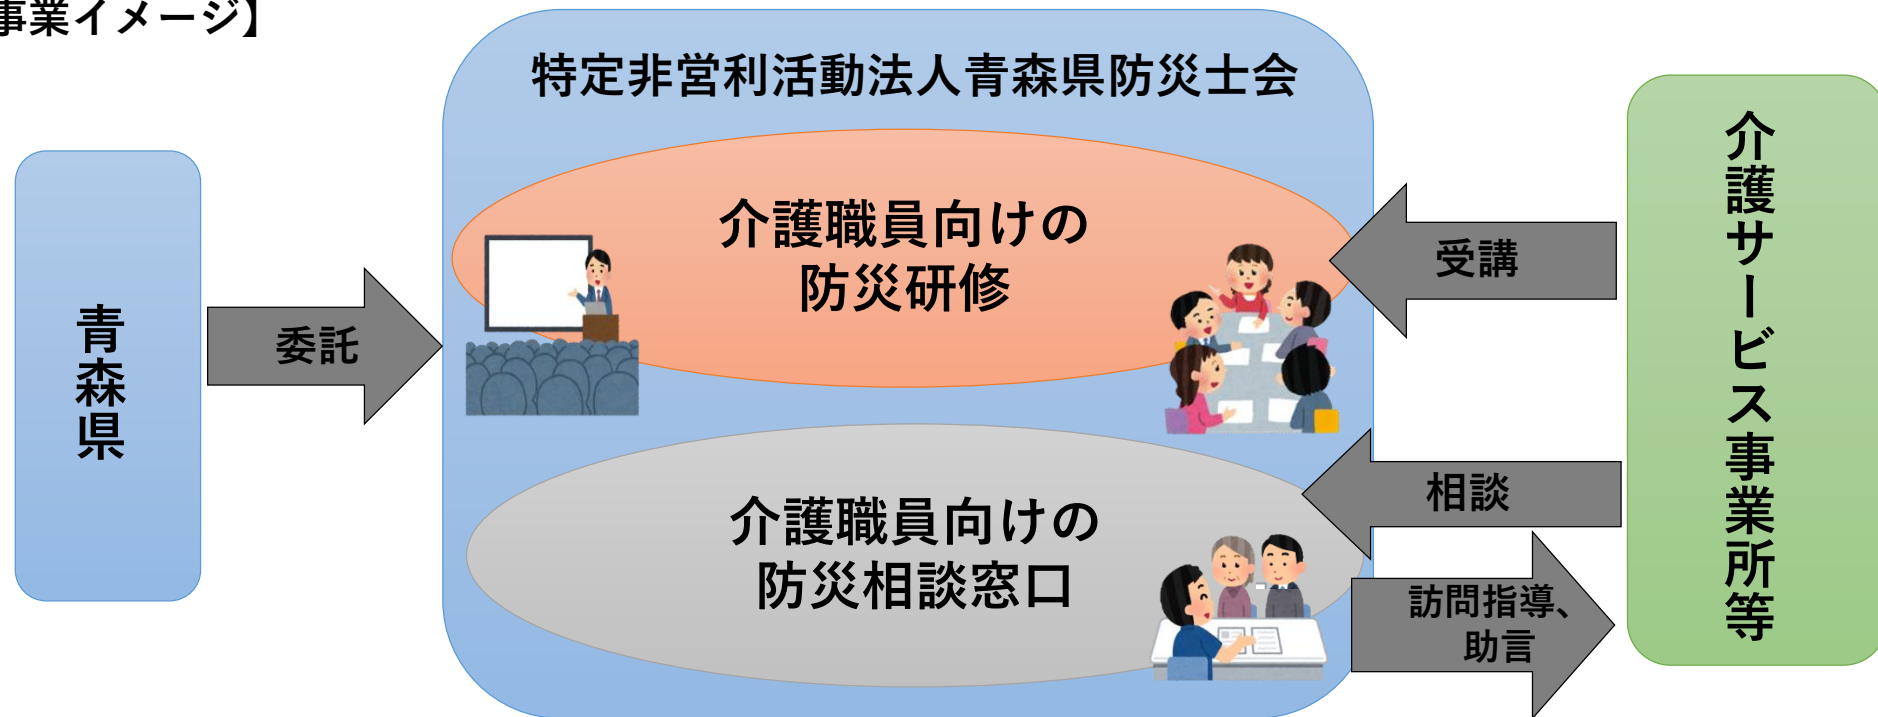 事業イメージ】
特定非営利活動法人青森県防災士会
青森県
委託
介護職員向けの
防災研修
受講
介護職員向けの
防災相談窓口
相談
訪問指導、
助言
介護サービス事業所等